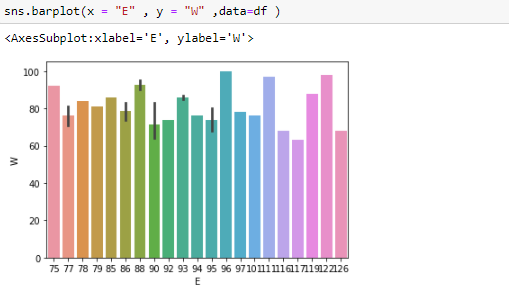 sns.barplot(x = "E" , y = "W" ,data=df )
<AxesSubplot:xlabel='E', ylabel='W'>
100
80
60
40
20
0
W
75 77 78 79 85 86 88 90 92 93 94 95 96 97 101 111 116 117 119 122 126
E